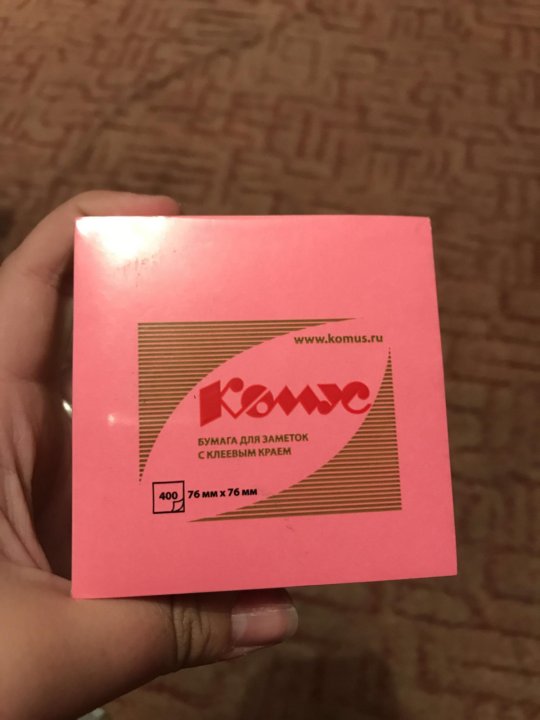 www.komus.ru
Комус
БУМАГА ДЛЯ ЗАМЕТОК
С КЛЕЕВЫМ КРАЕМ
400 76 мм х 76 мм